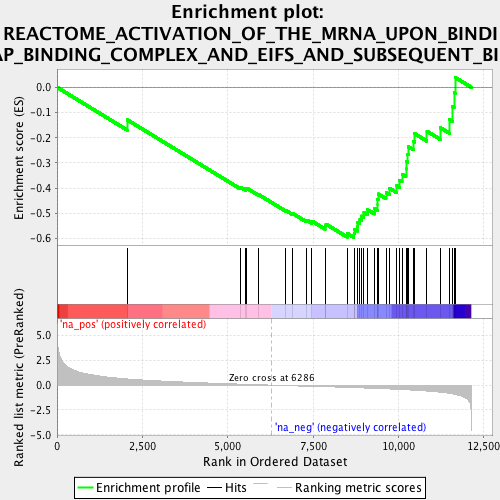 Enrichment plot:
REACTOME_ACTIVATION_OF_THE_MRNA_UPON_BINDI
AP_BINDING_COMPLEX_AND_EIFS_AND_SUBSEQUENT_BI
Enrichment score (ES)
0.0
-0.1
-0.2
-0.3
-0.4
-0.5
-0.6
'na_pos' (positively correlated)
Ranked list metric (PreRanked)
5.0
2.5
0.0
-2.5
-5.0
Zero cross at 6286
'na_neg' (negatively correlated)
0
2,500
5,000
7,500
10,000
12,500
Rank in Ordered Dataset
Enrichment profile
Hits
Ranking metric scores